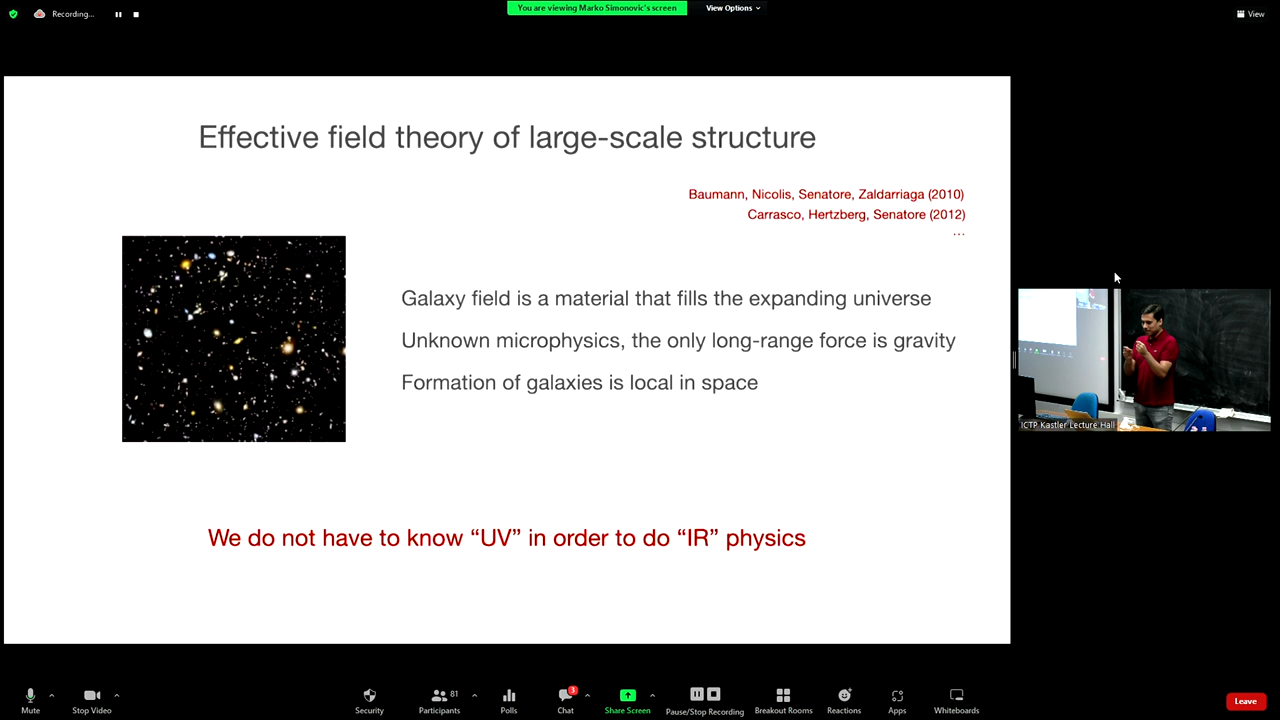 Recording...
You are viewing Marko Simonovic's screen
View Options
View
Effective field theory of large-scale structure
Baumann, Nicolis, Senatore, Zaldarriaga (2010)
Carrasco, Hertzberg, Senatore (2012)
...
Galaxy field is a material that fills the expanding universe
Unknown microphysics, the only long-range force is gravity
Formation of galaxies is local in space
We do not have to know “UV” in order to do “IR” physics
ICTP Kastler Lecture Hall
Mute
Stop Video
Security
81
Participants
Polls
3
Chat
Share Screen
Pause/Stop Recording
Breakout Rooms
Reactions
Apps
Whiteboards
Leave